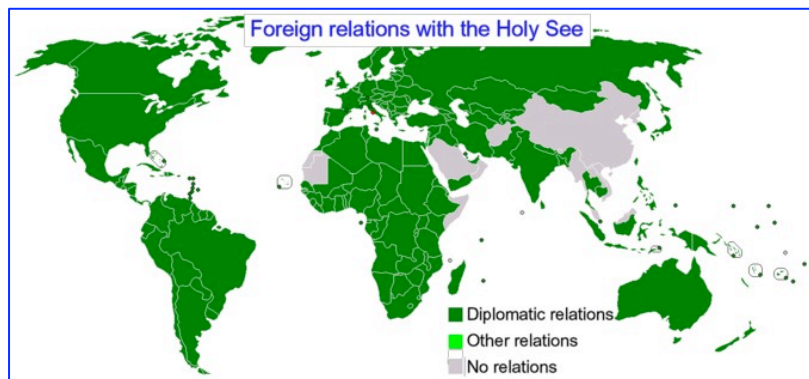 Foreign relations with the Holy See
Diplomatic relations
Other relations
No relations